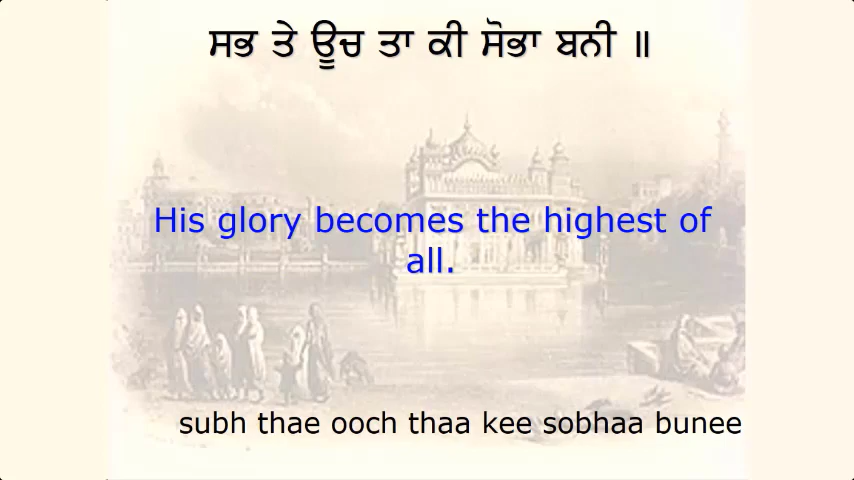 ਸਭ ਤੇ ਊਚ ਤਾ ਕੀ ਸੋਭਾ ਬਨੀ ॥
His glory becomes the highest of
all.
subh thae ooch thaa kee sobhaa bunee